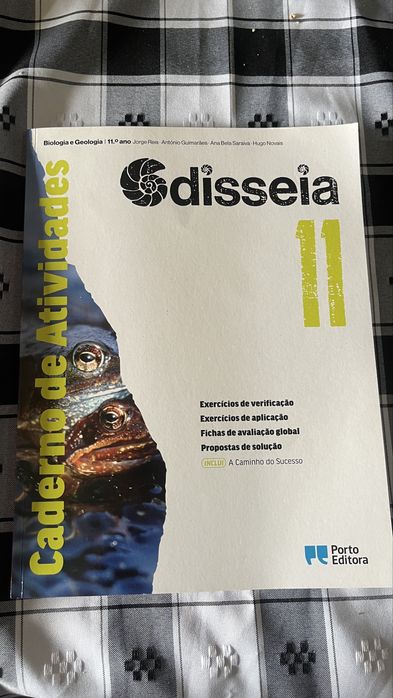 Biologia e Geologia | 11.º ano Jorge Reis · António Guimarães · Ana Bela Saraiva · Hugo Novais
Odisseia
11
Caderno de Atividades
Exercícios de verificação
Exercícios de aplicação
Fichas de avaliação global
Propostas de solução
INCLUI A Caminho do Sucesso
Porto
Editora